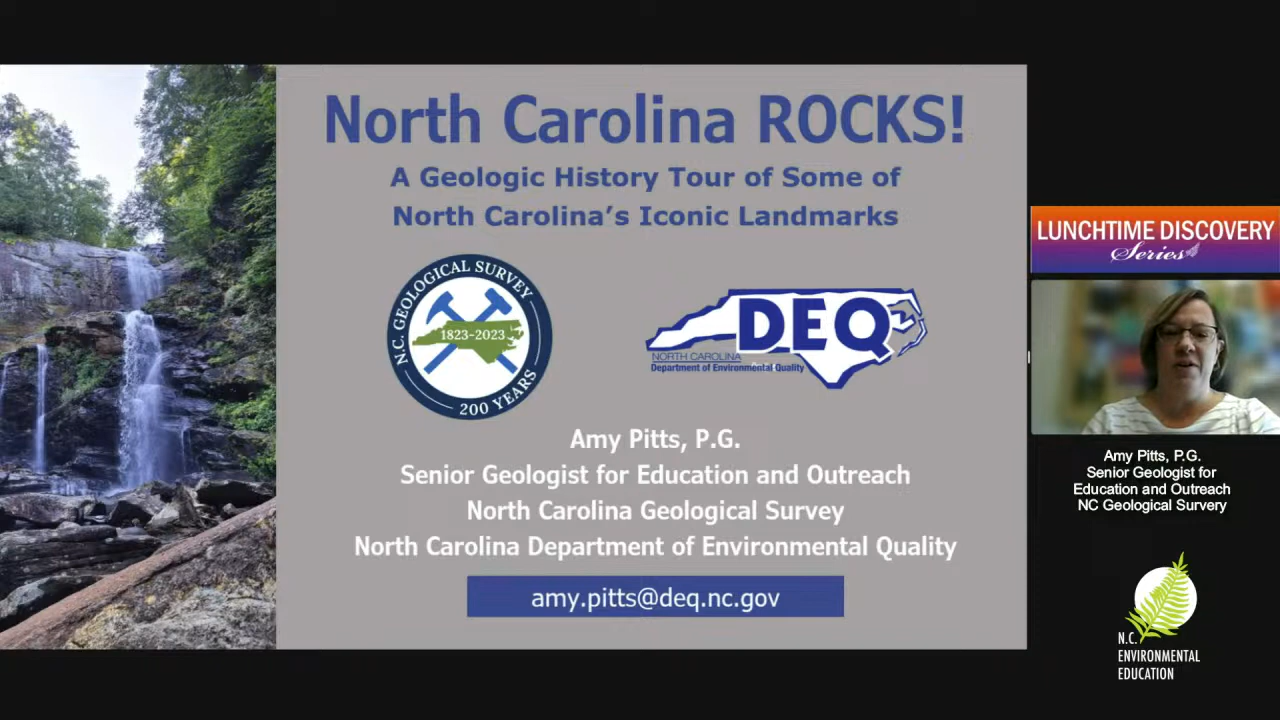 North Carolina ROCKS!
A Geologic History Tour of Some of
North Carolina’s Iconic Landmarks
N.C. GEOLOGICAL SURVEY
1823-2023
200 YEARS
DEQ
NORTH CAROLINA
Department of Environmental Quality
Amy Pitts, P.G.
Senior Geologist for Education and Outreach
North Carolina Geological Survey
North Carolina Department of Environmental Quality
amy.pitts@deq.nc.gov
LUNCHTIME DISCOVERY
Series
Amy Pitts, P.G.
Senior Geologist for
Education and Outreach
NC Geological Survery
N.C.
ENVIRONMENTAL
EDUCATION